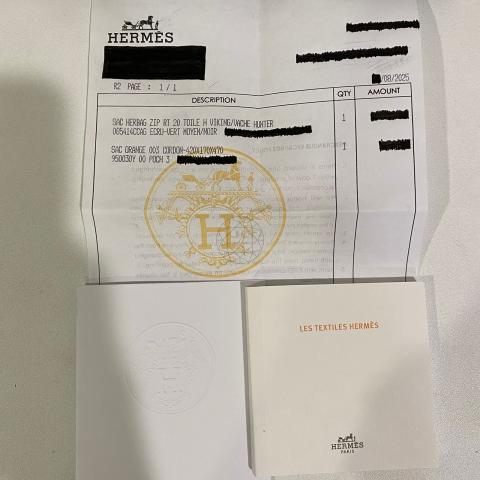 HERMÈS
/08/2025
R2 PAGE : 1/1
DESCRIPTION QTY AMOUNT
SAC HERBAG ZIP RT 20 TOILE H VIKING/VACHE HUNTER 1
085414CCAG ECRU-VERT MOYEN/NOIR
SAC ORANGE 003 CORDON-420X170X470 1
950030Y 00 POCH 3
H
H
LES TEXTILES HERMÈS
HERMÈS
PARIS